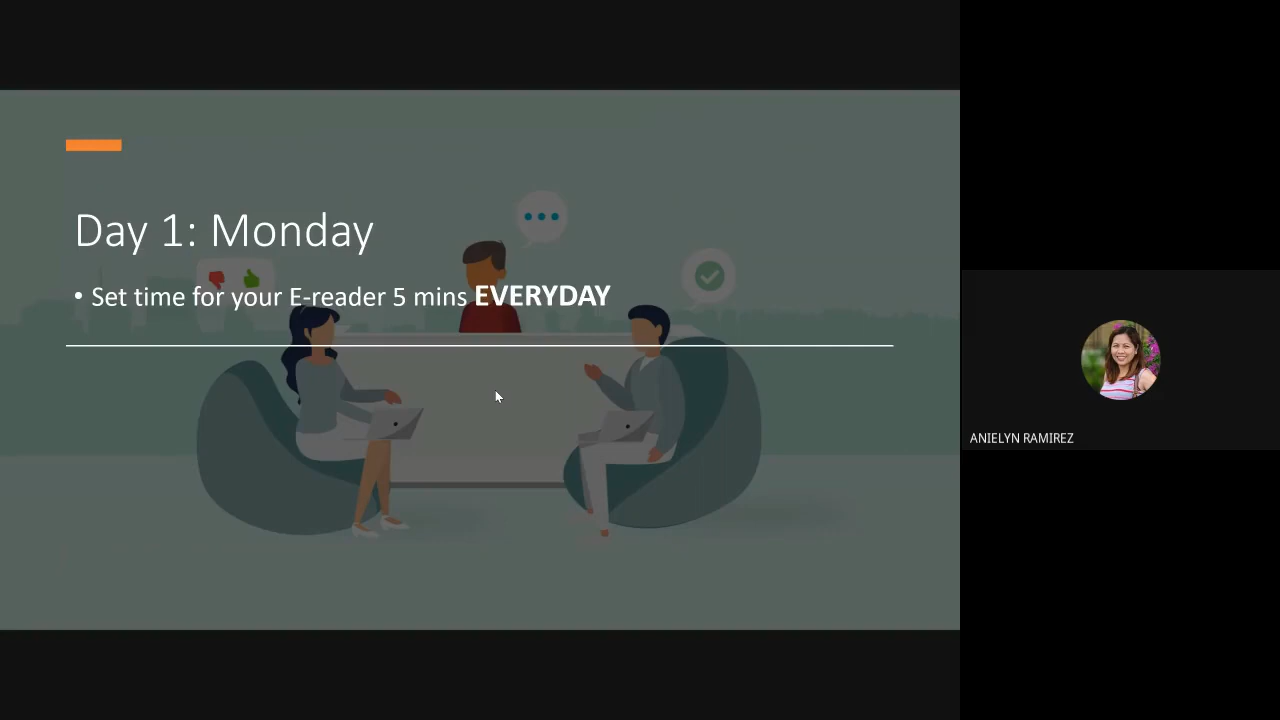 Day 1: Monday
• Set time for your E-reader 5 mins EVERYDAY
ANIELYN RAMIREZ